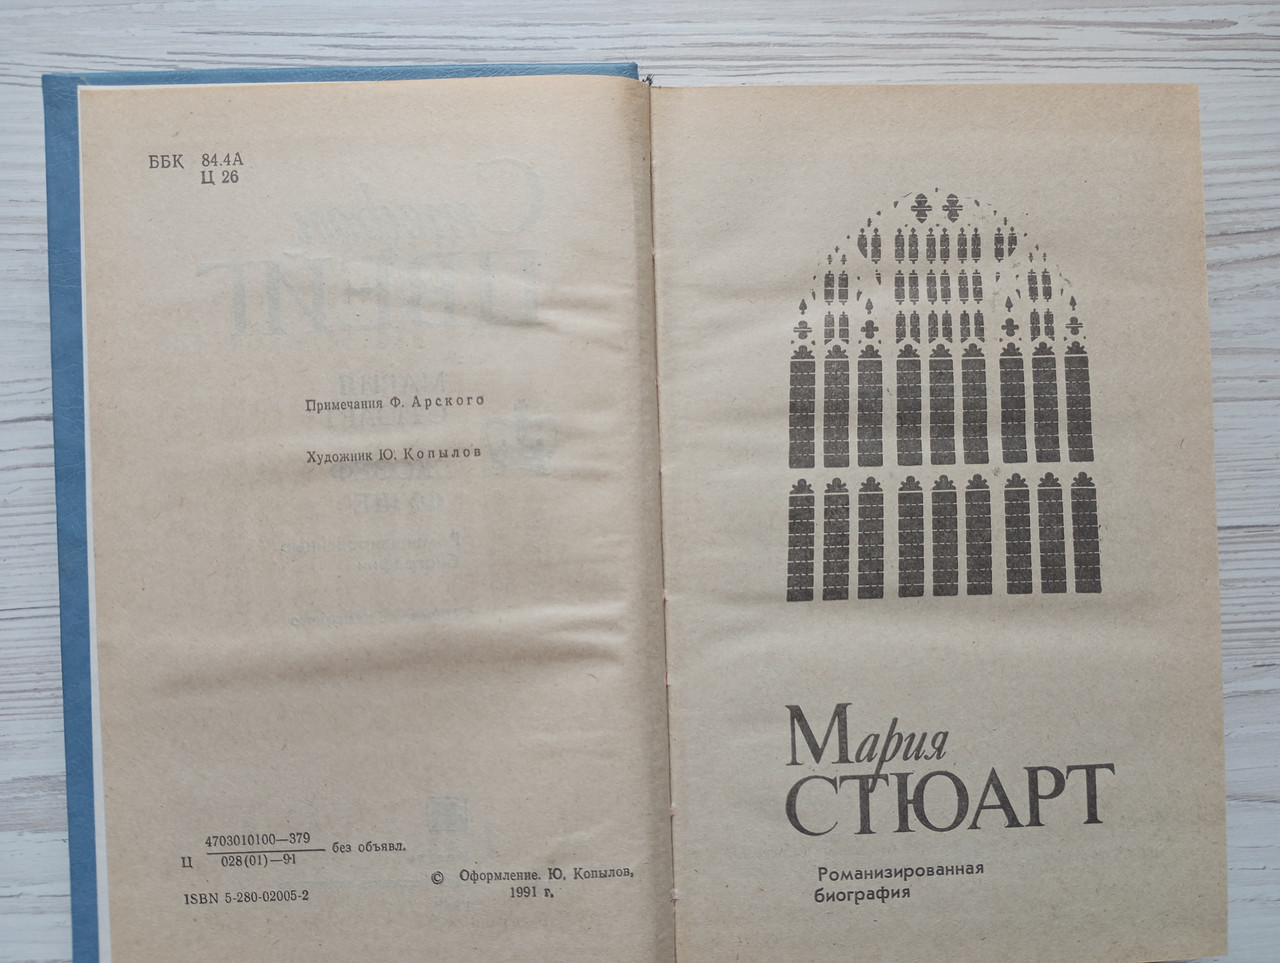 ББК 84.4А
Ц 26
Примечания Ф. Арского
Художник Ю. Копылов
Ц 4703010100—379
028(01)—91 без объявл.
ISBN 5-280-02005-2
© Оформление. Ю. Копылов,
1991 г.
Мария
СТЮАРТ
Романизированная
биография